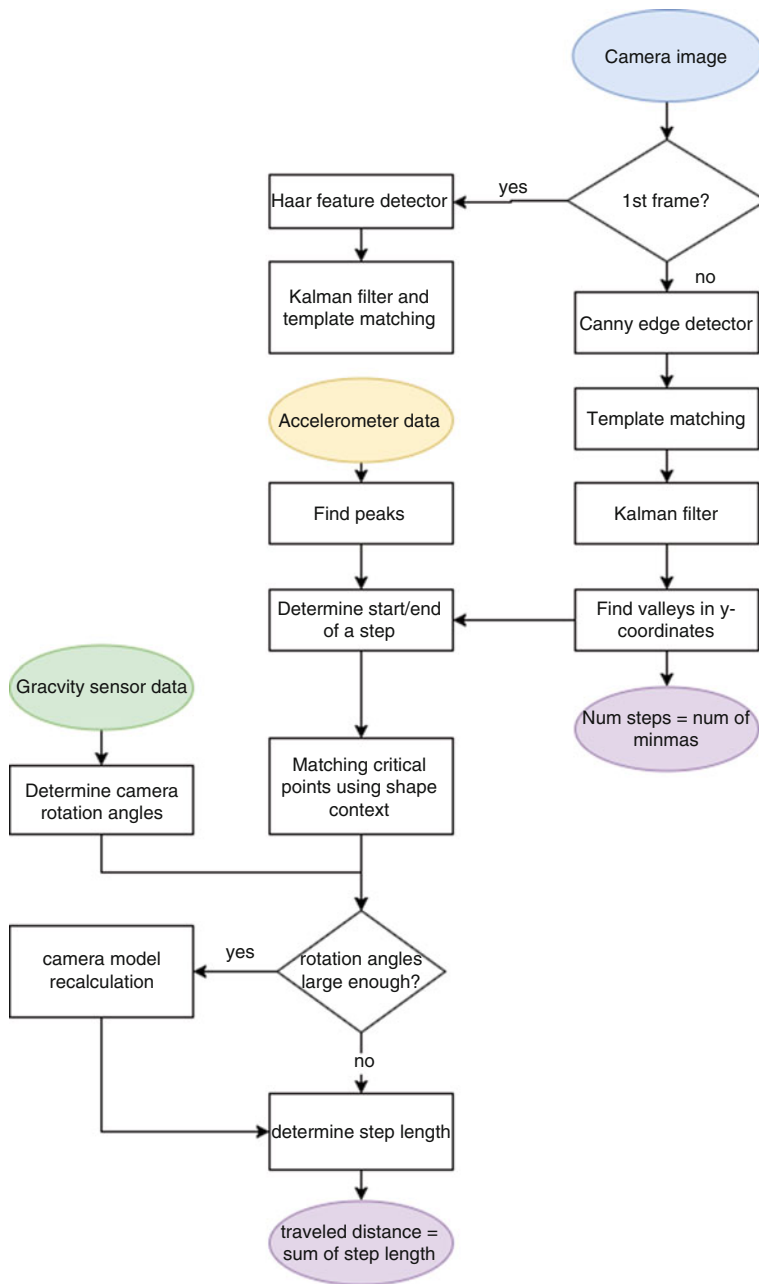 Camera image
1st frame?
yes
no
Haar feature detector
Kalman filter and
template matching
Canny edge detector
Template matching
Kalman filter
Find valleys in y-
coordinates
Num steps = num of
minmas
Accelerometer data
Find peaks
Determine start/end
of a step
Matching critical
points using shape
context
Gracvity sensor data
Determine camera
rotation angles
rotation angles
large enough?
yes
no
camera model
recalculation
determine step length
traveled distance =
sum of step length